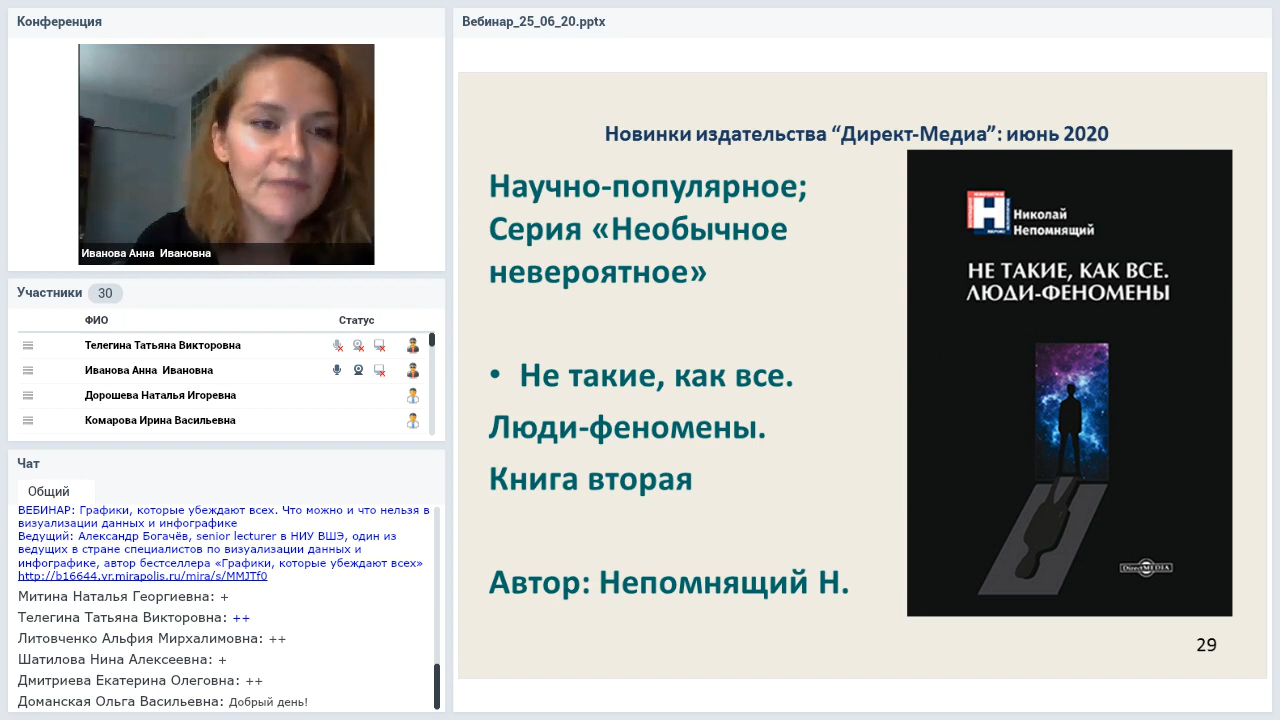 Конференция
Иванова Анна  Ивановна
Участники 30
ФИО Статус
Телегина Татьяна Викторовна
Иванова Анна  Ивановна
Дорошева Наталья Игоревна
Комарова Ирина Васильевна
Чат
Общий
ВЕБИНАР: Графики, которые убеждают всех. Что можно и что нельзя в
визуализации данных и инфографике
Ведущий: Александр Богачёв, senior lecturer в НИУ ВШЭ, один из
ведущих в стране специалистов по визуализации данных и
инфографике, автор бестселлера «Графики, которые убеждают всех»
http://b16644.vr.mirapolis.ru/mira/s/MMJTf0
Митина Наталья Георгиевна: +
Телегина Татьяна Викторовна: ++
Литовченко Альфия Мирхалимовна: ++
Шатилова Нина Алексеевна: +
Дмитриева Екатерина Олеговна: ++
Доманская Ольга Васильевна: Добрый день!
Вебинар_25_06_20.pptx
Новинки издательства “Директ-Медиа”: июнь 2020
Научно-популярное;
Серия «Необычное
невероятное»
• Не такие, как все.
Люди-феномены.
Книга вторая
Автор: Непомнящий Н.
Н
Николай
Непомнящий
НЕ ТАКИЕ, КАК ВСЕ.
ЛЮДИ-ФЕНОМЕНЫ
DirectMEDIA
29